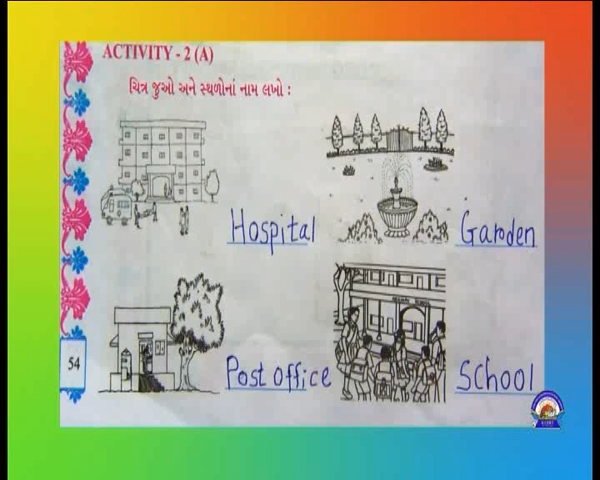 ACTIVITY - 2 (A)
ચિત્ર જુઓ અને સ્થળોનાં નામ લખો :
Hospital
Garden
Post office
School
54